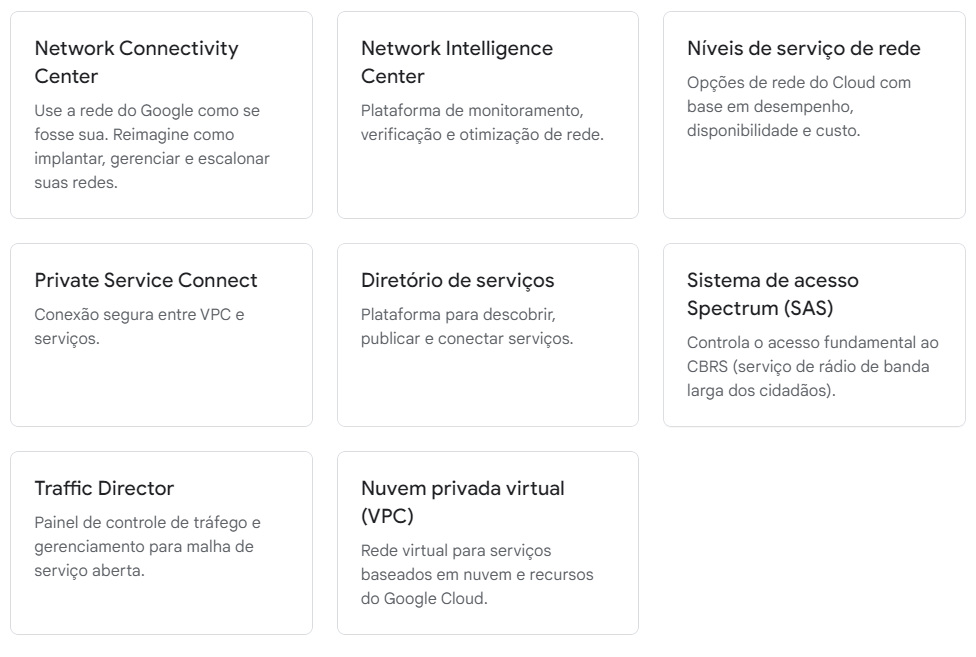 Network Connectivity
Center
Use a rede do Google como se
fosse sua. Reimagine como
implantar, gerenciar e escalonar
suas redes.
Network Intelligence
Center
Plataforma de monitoramento,
verificação e otimização de rede.
Níveis de serviço de rede
Opções de rede do Cloud com
base em desempenho,
disponibilidade e custo.
Private Service Connect
Conexão segura entre VPC e
serviços.
Diretório de serviços
Plataforma para descobrir,
publicar e conectar serviços.
Sistema de acesso
Spectrum (SAS)
Controla o acesso fundamental ao
CBRS (serviço de rádio de banda
larga dos cidadãos).
Traffic Director
Painel de controle de tráfego e
gerenciamento para malha de
serviço aberta.
Nuvem privada virtual
(VPC)
Rede virtual para serviços
baseados em nuvem e recursos
do Google Cloud.